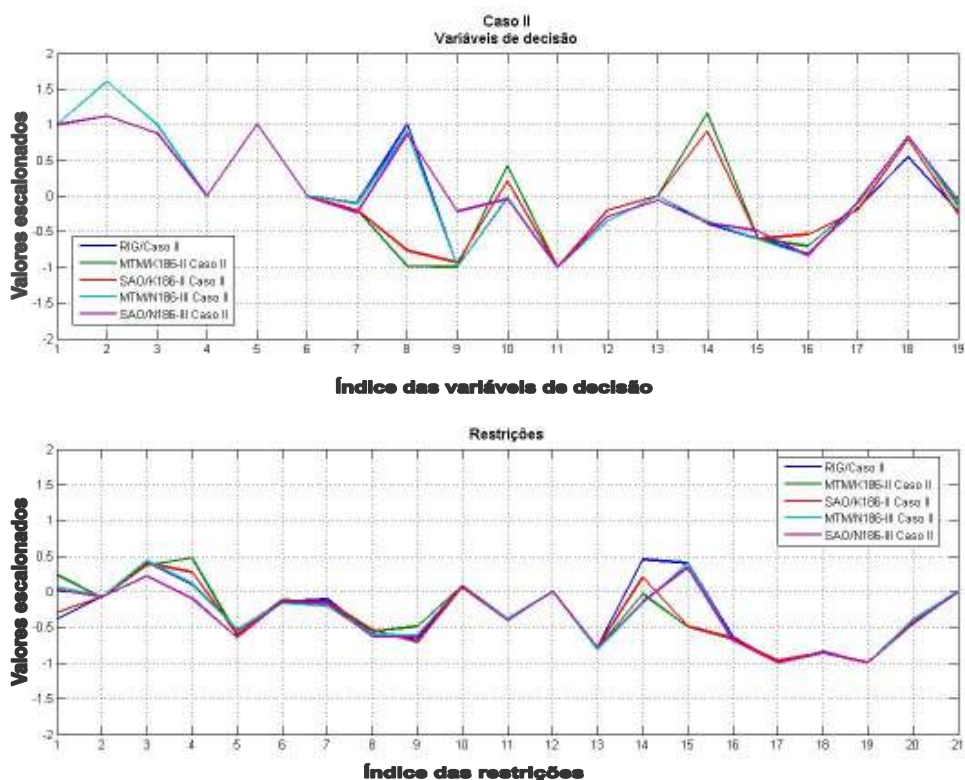 Caso II
Variáveis de decisão
Valores escalonados
2
1.5
1
0.5
0
-0.5
-1
-1.5
-2
RIG/Caso II
MTM/K186-II Caso II
SAO/K186-II Caso II
MTM/N186-III Caso II
SAO/N186-III Caso II
1 2 3 4 5 6 7 8 9 10 11 12 13 14 15 16 17 18 19
Índice das variáveis de decisão
Restrições
Valores escalonados
2
1.5
1
0.5
0
-0.5
-1
-1.5
-2
RIG/Caso II
MTM/K186-II Caso II
SAO/K186-II Caso II
MTM/N186-III Caso II
SAO/N186-III Caso II
1 2 3 4 5 6 7 8 9 10 11 12 13 14 15 16 17 18 19 20 21
Índice das restrições